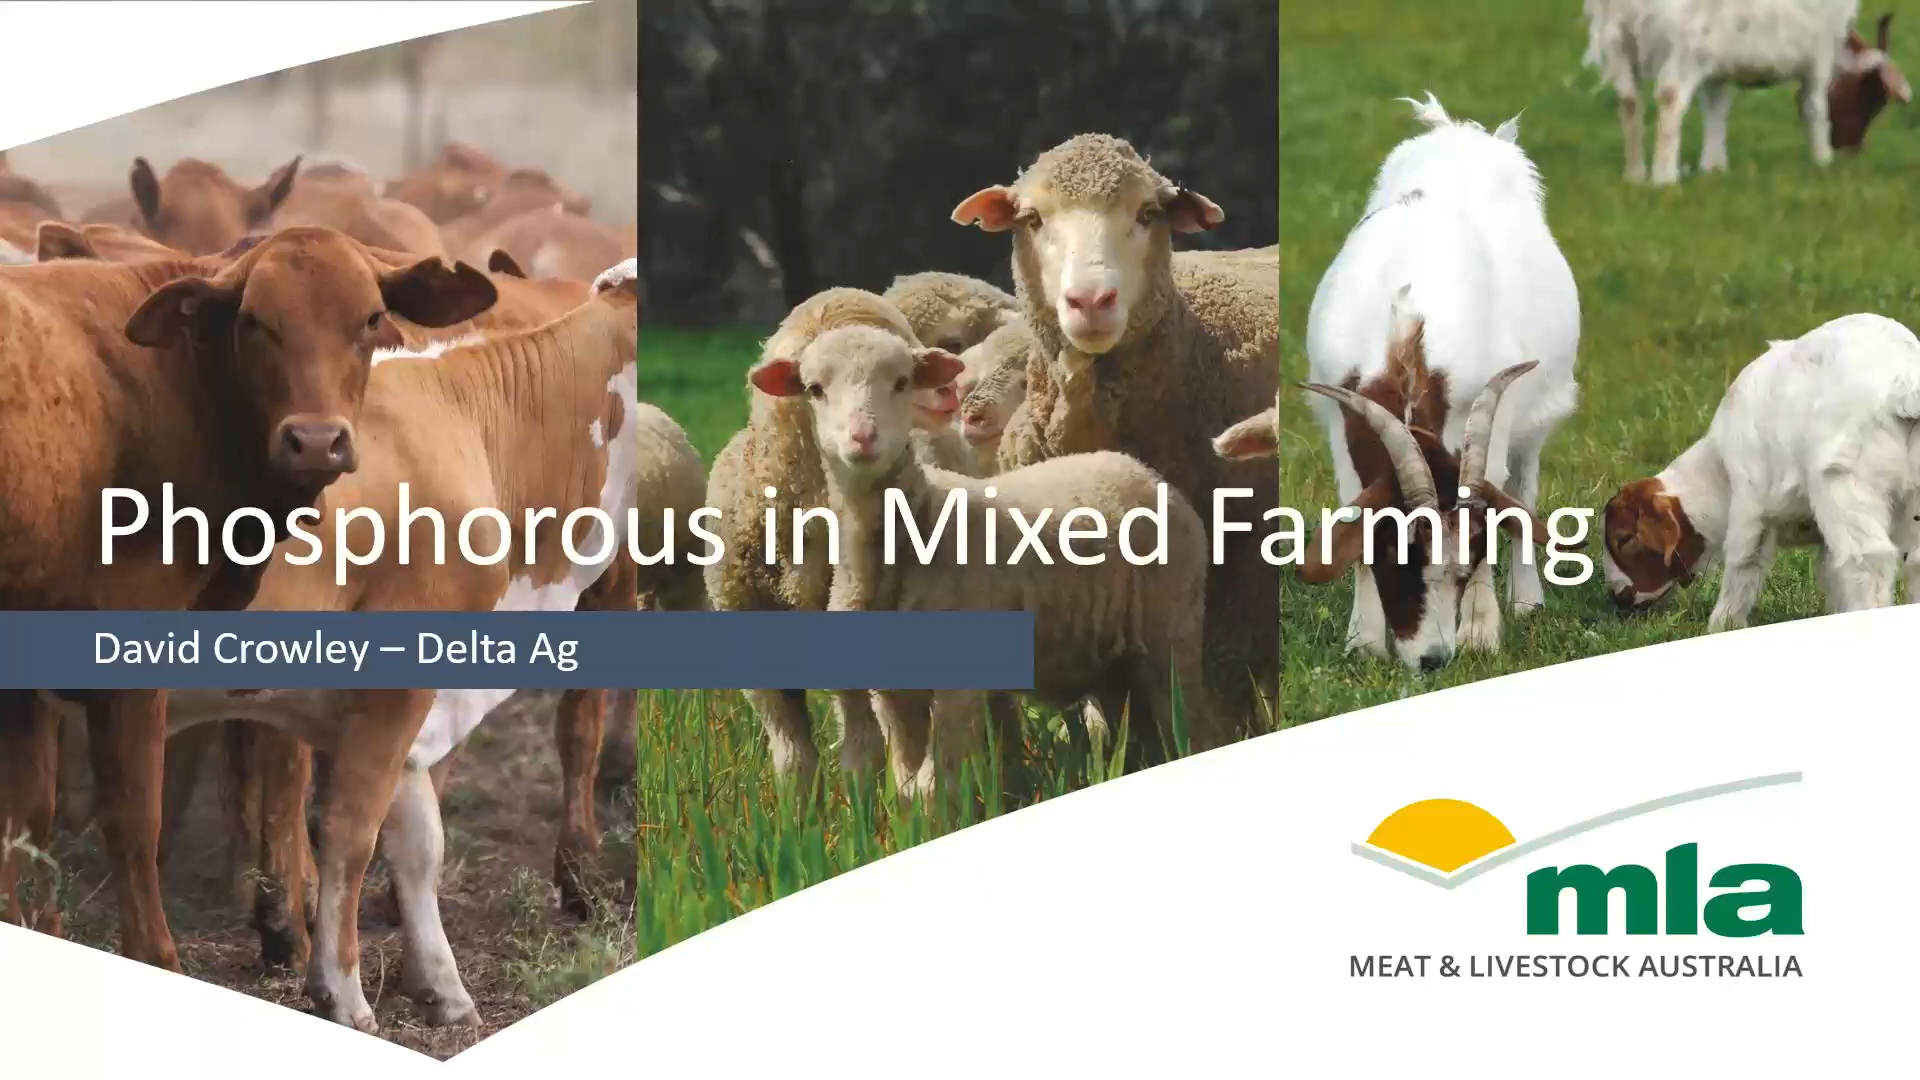 Phosphorous in Mixed Farming
David Crowley – Delta Ag
mla
MEAT & LIVESTOCK AUSTRALIA